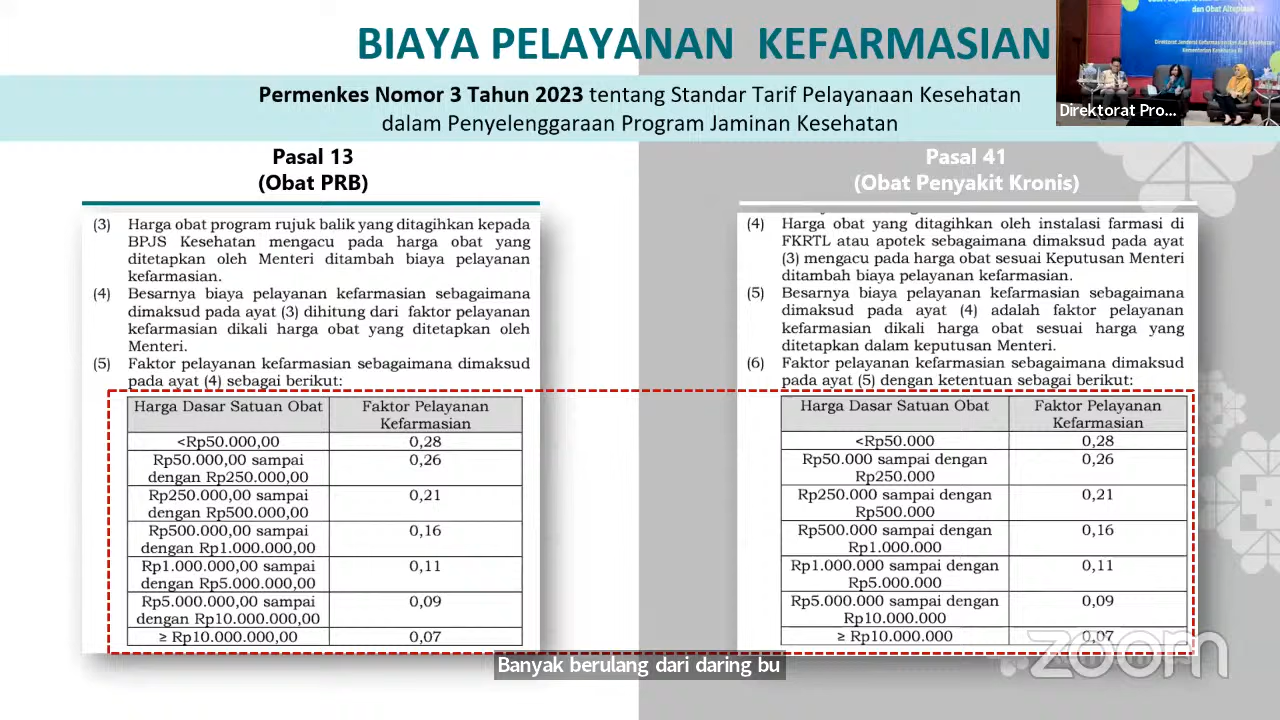 BIAYA PELAYANAN KEFARMASIAN
Permenkes Nomor 3 Tahun 2023 tentang Standar Tarif Pelayanaan Kesehatan
dalam Penyelenggaraan Program Jaminan Kesehatan
dan Obat Alteplase
Direktorat Jenderal Kefarmasian dan Alat Kesehatan
Kementerian Kesehatan RI
Direktorat Pro...
Pasal 13
(Obat PRB)
(3) Harga obat program rujuk balik yang ditagihkan kepada
BPJS Kesehatan mengacu pada harga obat yang
ditetapkan oleh Menteri ditambah biaya pelayanan
kefarmasian.
(4) Besarnya biaya pelayanan kefarmasian sebagaimana
dimaksud pada ayat (3) dihitung dari faktor pelayanan
kefarmasian dikali harga obat yang ditetapkan oleh
Menteri.
(5) Faktor pelayanan kefarmasian sebagaimana dimaksud
pada ayat (4) sebagai berikut:
Harga Dasar Satuan Obat Faktor Pelayanan
Kefarmasian
<Rp50.000,00 0,28
Rp50.000,00 sampai 0,26
dengan Rp250.000,00
Rp250.000,00 sampai 0,21
dengan Rp500.000,00
Rp500.000,00 sampai 0,16
dengan Rp1.000.000,00
Rp1.000.000,00 sampai 0,11
dengan Rp5.000.000,00
Rp5.000.000,00 sampai 0,09
dengan Rp10.000.000,00
≥ Rp10.000.000,00 0,07
Pasal 41
(Obat Penyakit Kronis)
(4) Harga obat yang ditagihkan oleh instalasi farmasi di
FKRTL atau apotek sebagaimana dimaksud pada ayat
(3) mengacu pada harga obat sesuai Keputusan Menteri
ditambah biaya pelayanan kefarmasian.
(5) Besarnya biaya pelayanan kefarmasian sebagaimana
dimaksud pada ayat (4) adalah faktor pelayanan
kefarmasian dikali harga obat sesuai harga yang
ditetapkan dalam keputusan Menteri.
(6) Faktor pelayanan kefarmasian sebagaimana dimaksud
pada ayat (5) dengan ketentuan sebagai berikut:
Harga Dasar Satuan Obat Faktor Pelayanan
Kefarmasian
<Rp50.000 0,28
Rp50.000 sampai dengan 0,26
Rp250.000
Rp250.000 sampai dengan 0,21
Rp500.000
Rp500.000 sampai dengan 0,16
Rp1.000.000
Rp1.000.000 sampai dengan 0,11
Rp5.000.000
Rp5.000.000 sampai dengan 0,09
Rp10.000.000
≥ Rp10.000.000 0,07
zoom
Banyak berulang dari daring bu